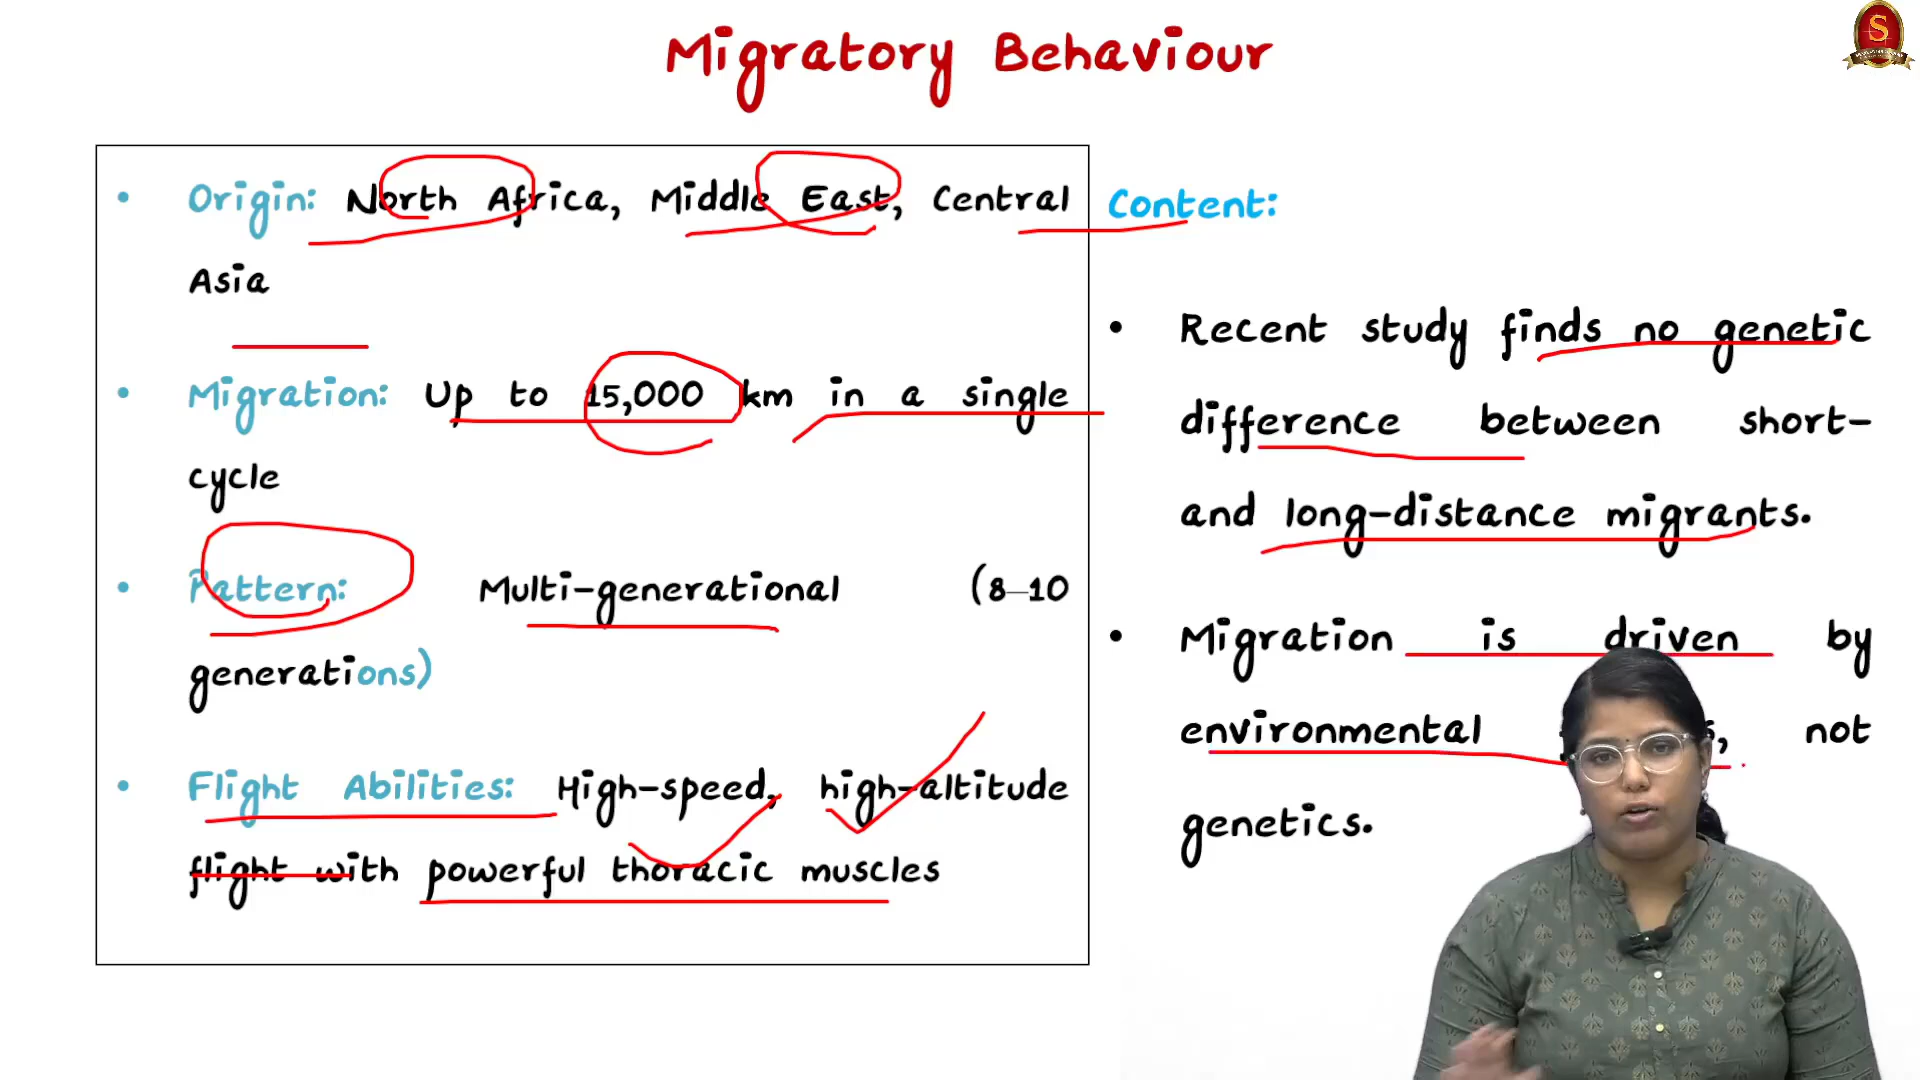 Migratory Behaviour
• Origin: North Africa, Middle East, Central
Asia
• Migration: Up to 15,000 km in a single
cycle
• Pattern: Multi-generational (8–10
generations)
• Flight Abilities: High-speed, high-altitude
flight with powerful thoracic muscles
Content:
• Recent study finds no genetic
difference between short-
and long-distance migrants.
• Migration is driven by
environmental not
genetics.
S